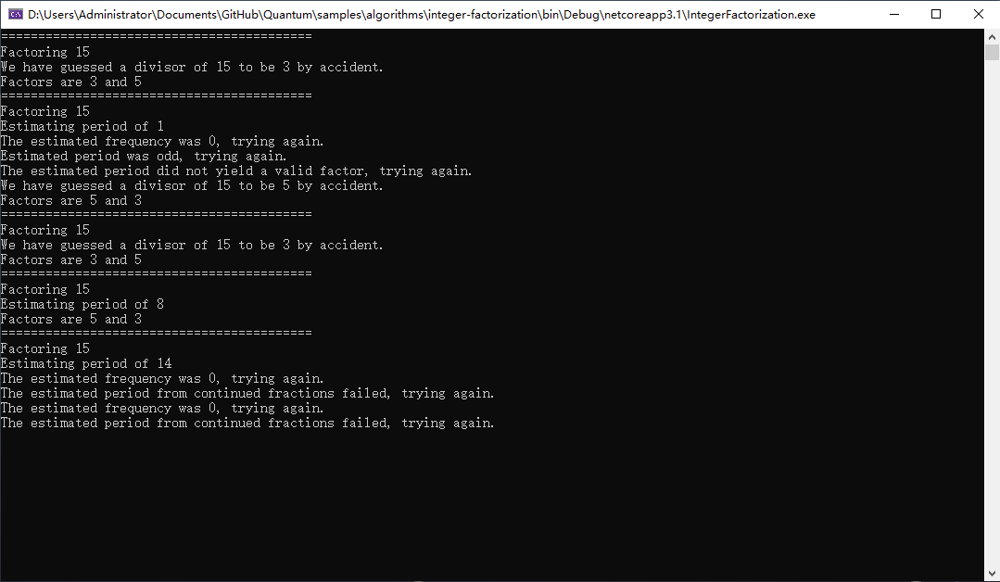 D:\Users\Administrator\Documents\GitHub\Quantum\samples\algorithms\integer-factorization\bin\Debug\netcoreapp3.1\IntegerFactorization.exe
==========================================
Factoring 15
We have guessed a divisor of 15 to be 3 by accident.
Factors are 3 and 5
==========================================
Factoring 15
Estimating period of 1
The estimated frequency was 0, trying again.
Estimated period was odd, trying again.
The estimated period did not yield a valid factor, trying again.
We have guessed a divisor of 15 to be 5 by accident.
Factors are 5 and 3
==========================================
Factoring 15
We have guessed a divisor of 15 to be 3 by accident.
Factors are 3 and 5
==========================================
Factoring 15
Estimating period of 8
Factors are 5 and 3
==========================================
Factoring 15
Estimating period of 14
The estimated frequency was 0, trying again.
The estimated period from continued fractions failed, trying again.
The estimated frequency was 0, trying again.
The estimated period from continued fractions failed, trying again.